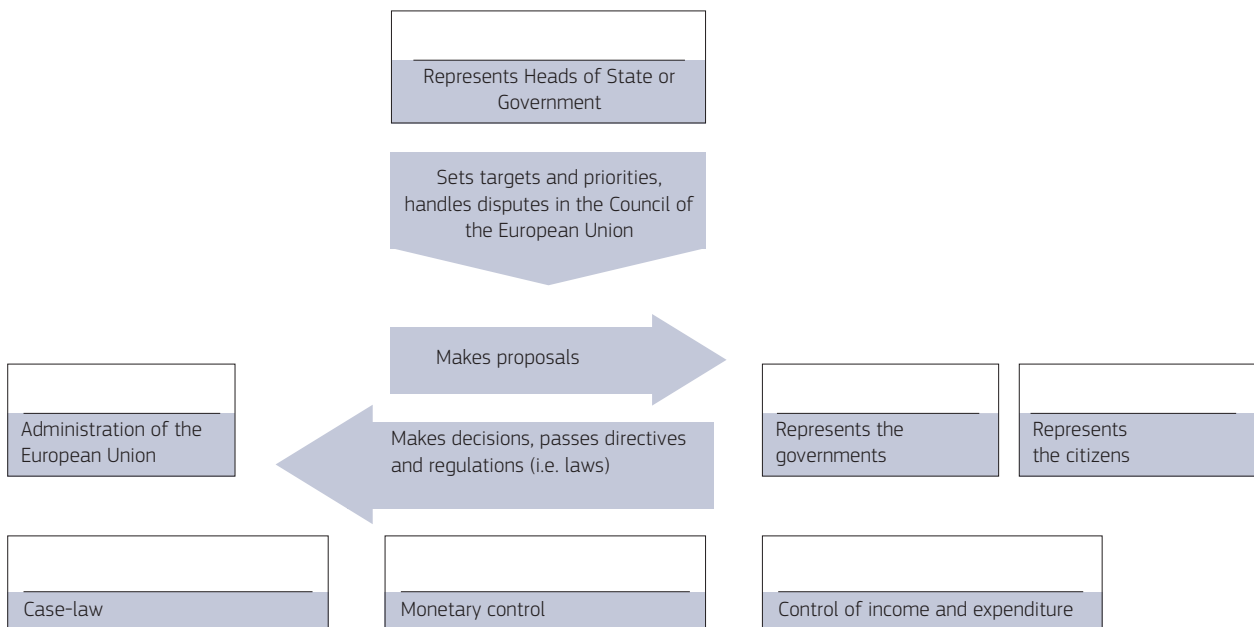 Represents Heads of State or
Government
Sets targets and priorities,
handles disputes in the Council of
the European Union
Makes proposals
Administration of the
European Union
Makes decisions, passes directives
and regulations (i.e. laws)
Represents the
governments
Represents
the citizens
Case-law
Monetary control
Control of income and expenditure